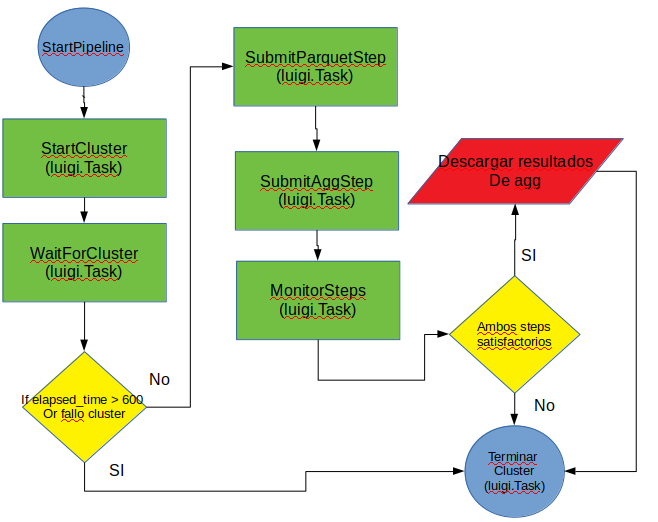 StartPipeline
StartCluster
(luigi.Task)
WaitForCluster
(luigi.Task)
If elapsed_time > 600
Or fallo cluster
No
SI
SubmitParquetStep
(luigi.Task)
SubmitAggStep
(luigi.Task)
MonitorSteps
(luigi.Task)
Descargar resultados
De agg
SI
Ambos steps
satisfactorios
No
Terminar
Cluster
(luigi.Task)